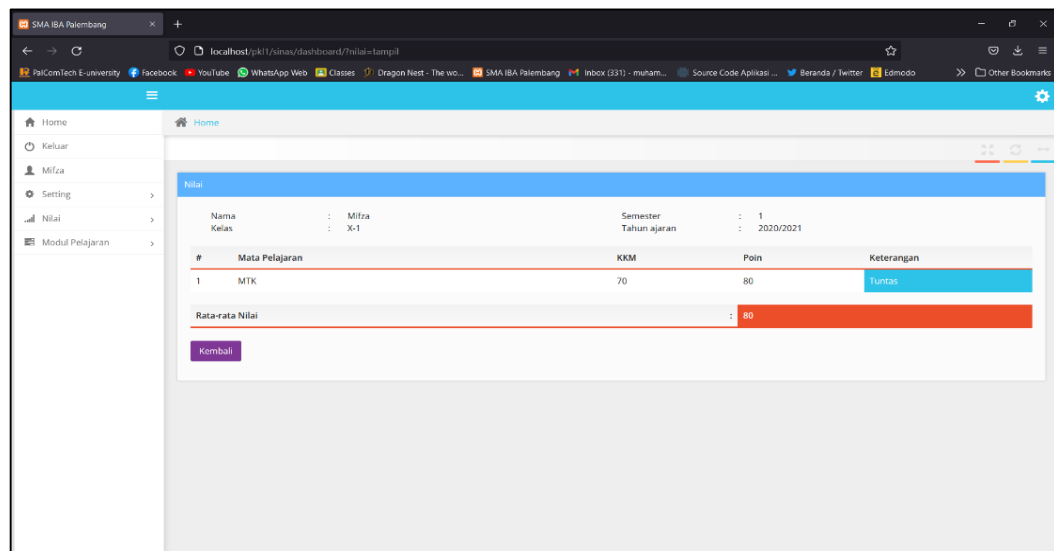 SMA IBA Palembang
localhost/pkl1/sinas/dashboard/?nilai=tampil
PalComTech E-university Facebook YouTube WhatsApp Web Classes Dragon Nest - The wo... SMA IBA Palembang Inbox (331) - muham... Source Code Aplikasi ... Beranda / Twitter Edmodo Other Bookmarks
Home
Keluar
Mifza
Setting
Nilai
Modul Pelajaran
Home
Nilai
Nama : Mifza Semester : 1
Kelas : X-1 Tahun ajaran : 2020/2021
# Mata Pelajaran KKM Poin Keterangan
1 MTK 70 80 Tuntas
Rata-rata Nilai : 80
Kembali